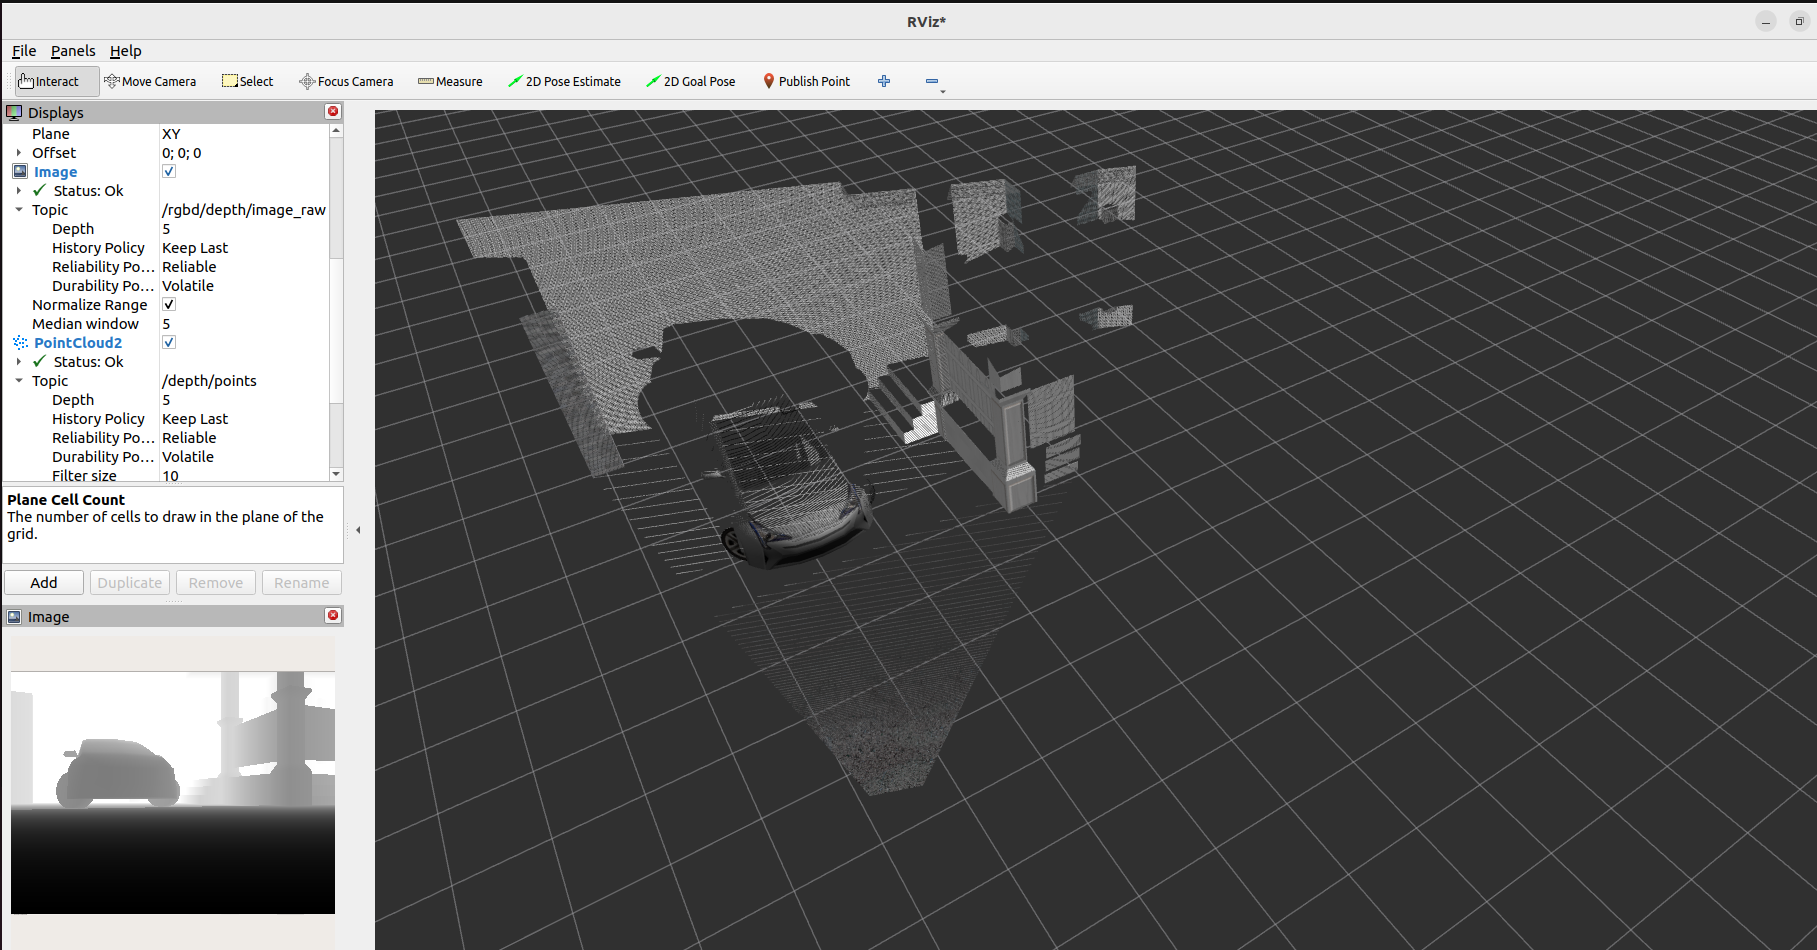 RViz*
File Panels Help
Interact Move Camera Select Focus Camera Measure 2D Pose Estimate 2D Goal Pose Publish Point
Displays
Plane XY
Offset 0; 0; 0
Image
Status: Ok
Topic /rgbd/depth/image_raw
Depth 5
History Policy Keep Last
Reliability Po... Reliable
Durability Po... Volatile
Normalize Range
Median window 5
PointCloud2
Status: Ok
Topic /depth/points
Depth 5
History Policy Keep Last
Reliability Po... Reliable
Durability Po... Volatile
Filter size 10
Plane Cell Count
The number of cells to draw in the plane of the
grid.
Add Duplicate Remove Rename
Image